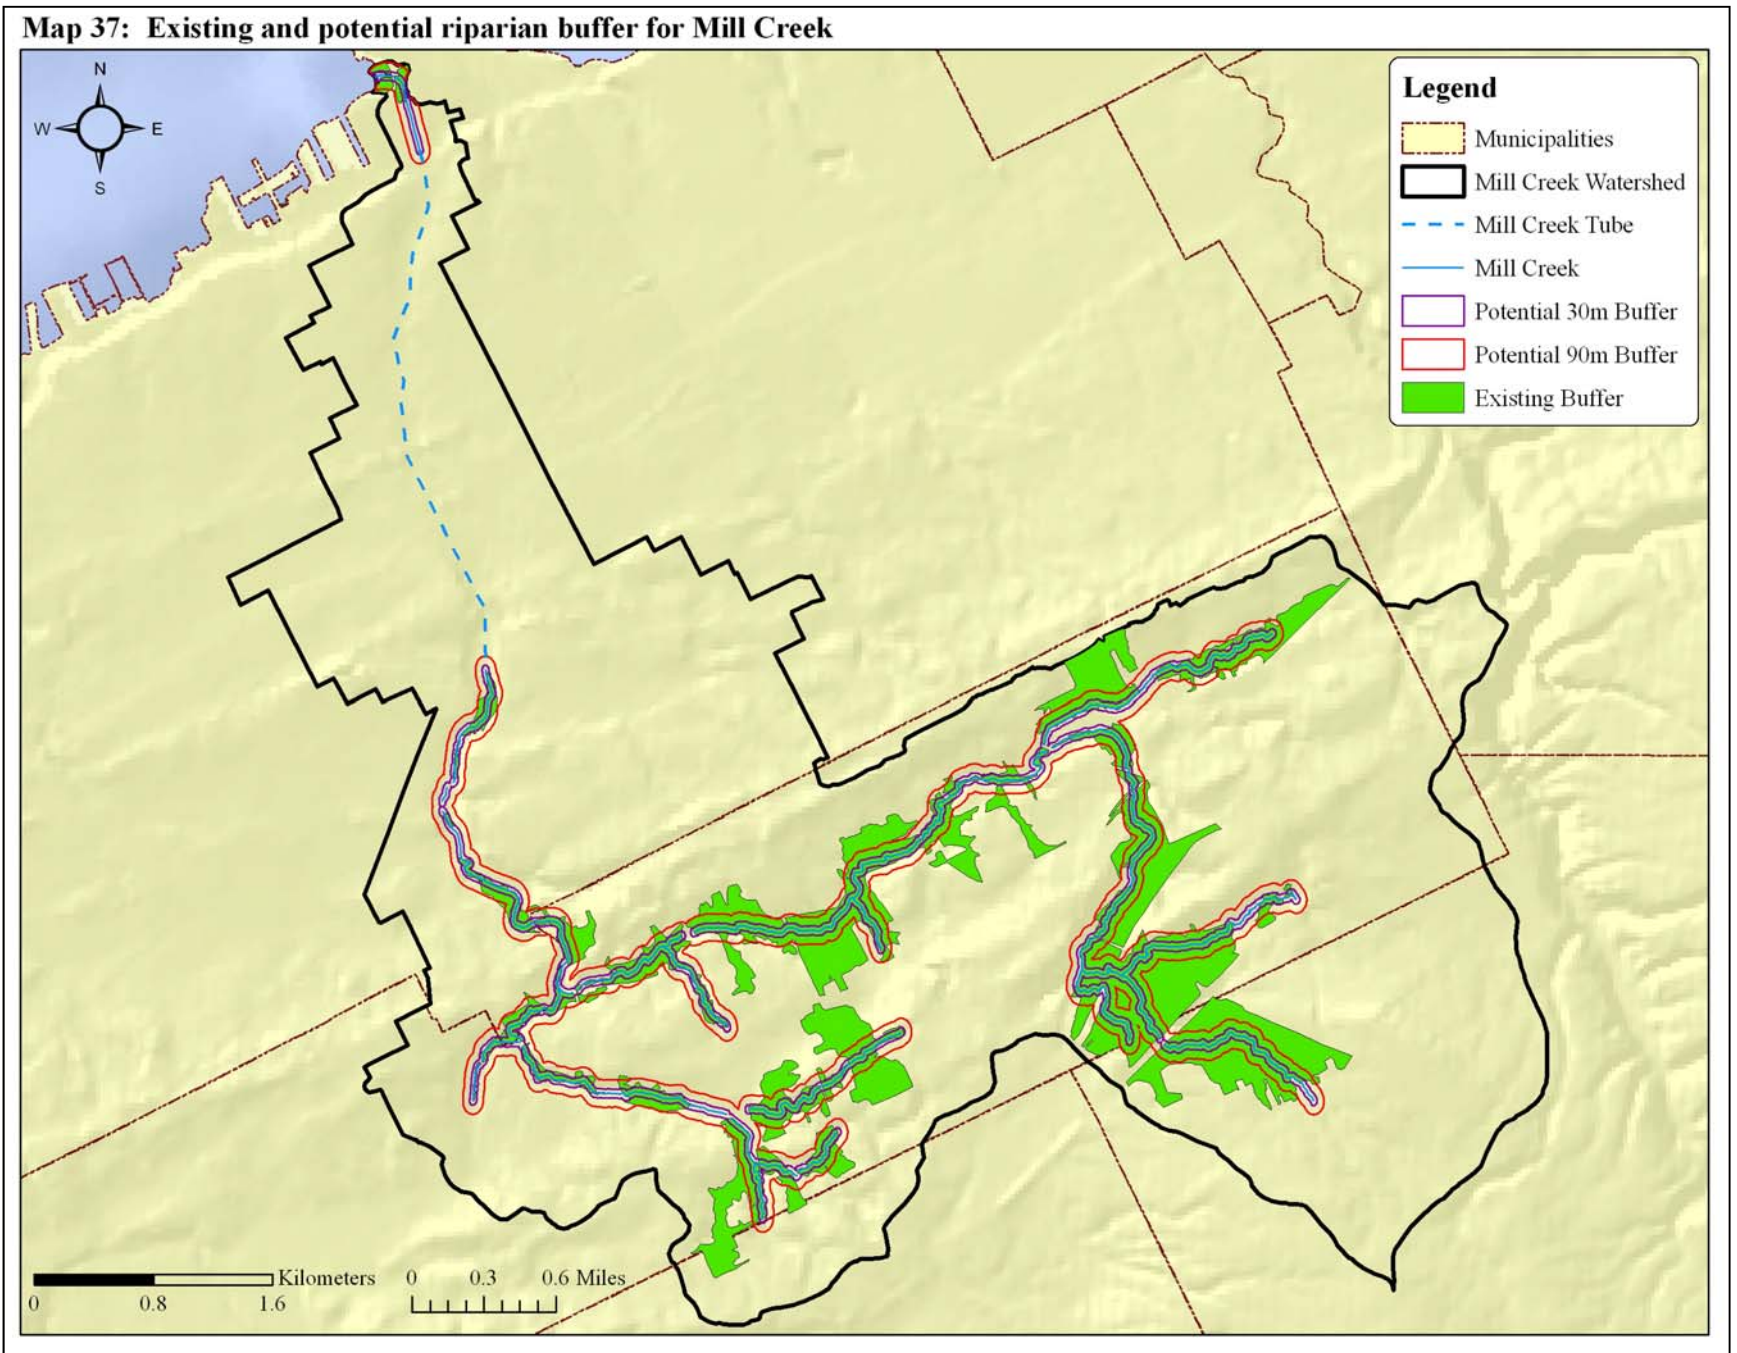 Map 37: Existing and potential riparian buffer for Mill Creek
N
W E
S
Legend
Municipalities
Mill Creek Watershed
Mill Creek Tube
Mill Creek
Potential 30m Buffer
Potential 90m Buffer
Existing Buffer
Kilometers
0 0.8 1.6
0 0.3 0.6 Miles